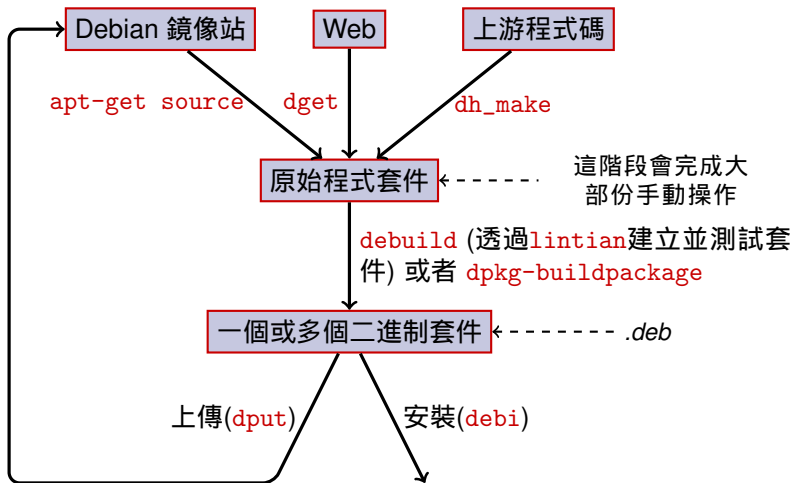 Debian 鏡像站
Web
上游程式碼
apt-get source
dget
dh_make
原始程式套件
這階段會完成大
部份手動操作
debuild (透過lintian建立並測試套
件) 或者 dpkg-buildpackage
一個或多個二進制套件
.deb
上傳(dput)
安裝(debi)